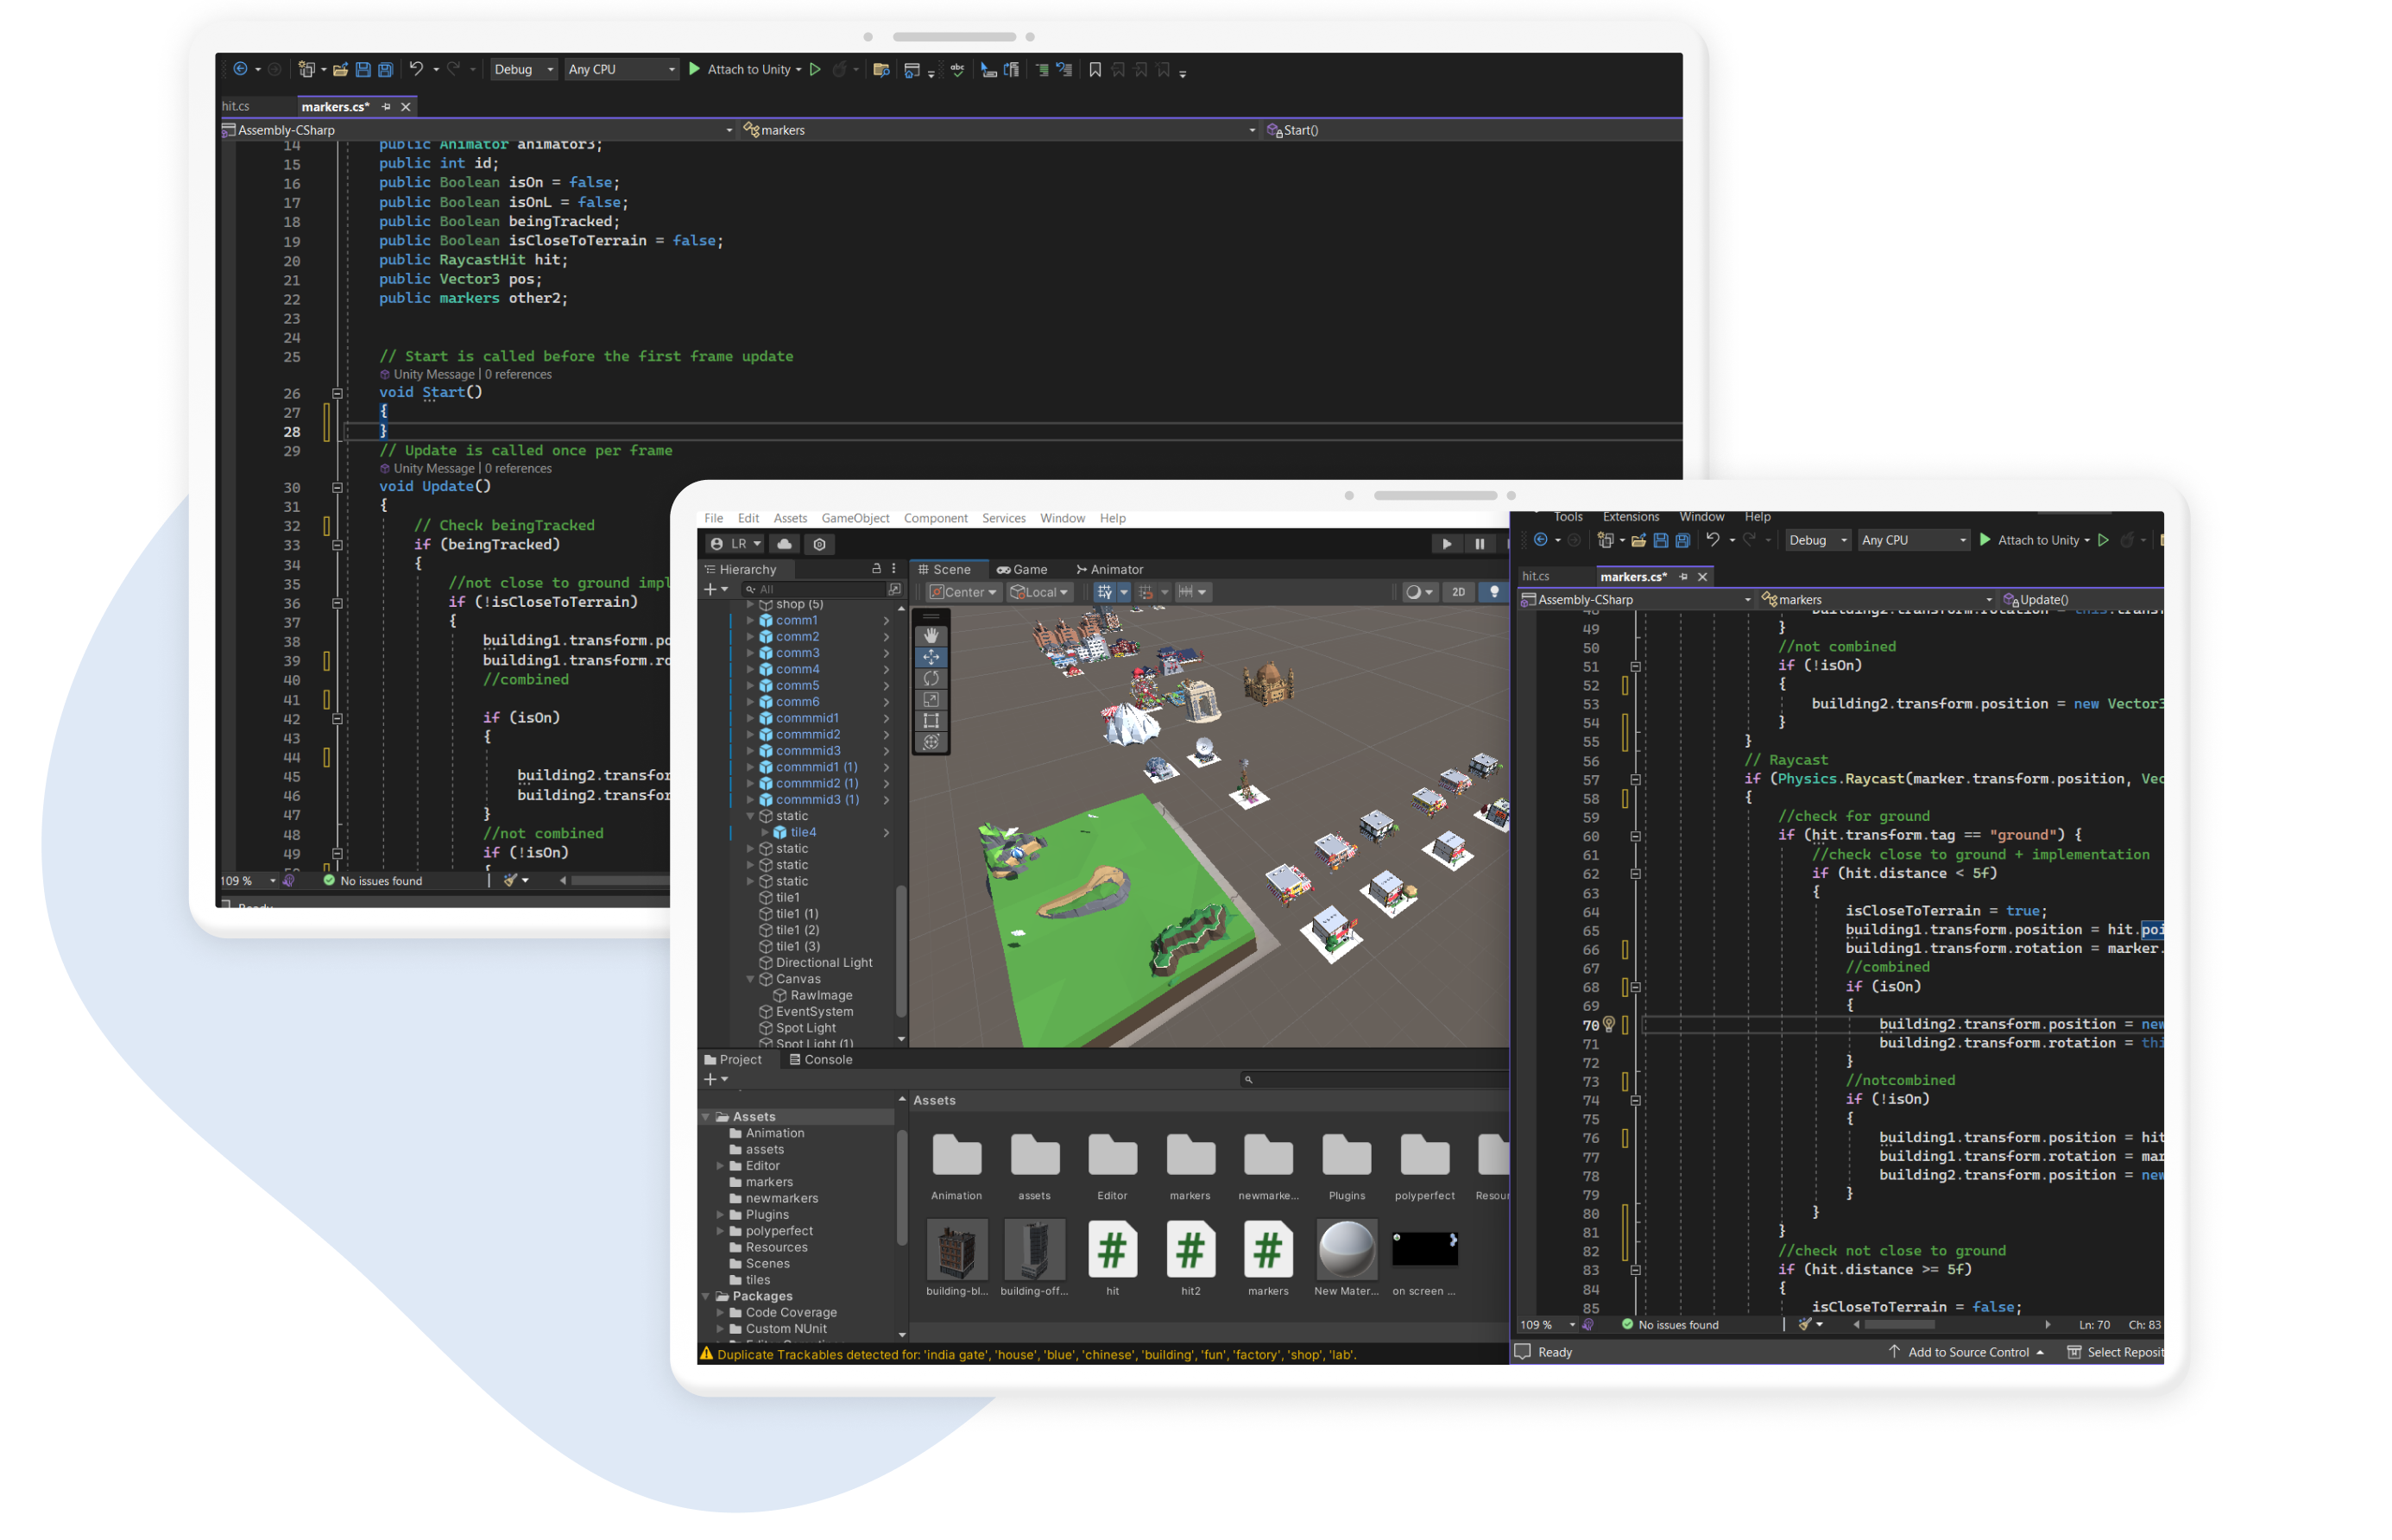 Debug
Any CPU
Attach to Unity
hit.cs
markers.cs*
Assembly-CSharp
markers
Start()
14 public Animator animator3;
15 public int id;
16 public Boolean isOn = false;
17 public Boolean isOnL = false;
18 public Boolean beingTracked;
19 public Boolean isCloseToTerrain = false;
20 public RaycastHit hit;
21 public Vector3 pos;
22 public markers other2;
23
24
25 // Start is called before the first frame update
Unity Message | 0 references
26 void Start()
27 {
28 }
29 // Update is called once per frame
Unity Message | 0 references
30 void Update()
31 {
32 // Check beingTracked
33 if (beingTracked)
34 {
35 //not close to ground impl
36 if (!isCloseToTerrain)
37 {
38 building1.transform.po
39 building1.transform.ro
40 //combined
41
42 if (isOn)
43 {
44
45 building2.transfor
46 building2.transfor
47 }
48 //not combined
49 if (!isOn)
109 %
No issues found
Ready
File Edit Assets GameObject Component Services Window Help
LR
Hierarchy
All
shop (5)
comm1
comm2
comm3
comm4
comm5
comm6
commmid1
commmid2
commmid3
commmid1 (1)
commmid2 (1)
commmid3 (1)
static
tile4
static
static
static
tile1
tile1 (1)
tile1 (2)
tile1 (3)
Directional Light
Canvas
RawImage
EventSystem
Spot Light
Spot Light (1)
Scene
Game
Animator
Center
Local
2D
Project
Console
Assets
Animation
assets
Editor
markers
newmarkers
Plugins
polyperfect
Resources
Scenes
tiles
Packages
Code Coverage
Custom NUnit
Assets
Animation
assets
Editor
markers
newmarke...
Plugins
polyperfect
Resour
building-bl...
building-off...
hit
hit2
markers
New Mater...
on screen ...
Duplicate Trackables detected for: 'india gate', 'house', 'blue', 'chinese', 'building', 'fun', 'factory', 'shop', 'lab'.
Tools Extensions Window Help
Debug
Any CPU
Attach to Unity
hit.cs
markers.cs*
Assembly-CSharp
markers
Update()
48 building2.transform.rotation = this.transf
49 }
50 //not combined
51 if (!isOn)
52 {
53 building2.transform.position = new Vector3
54 }
55 }
56 // Raycast
57 if (Physics.Raycast(marker.transform.position, Vec
58 {
59 //check for ground
60 if (hit.transform.tag == "ground") {
61 //check close to ground + implementation
62 if (hit.distance < 5f)
63 {
64 isCloseToTerrain = true;
65 building1.transform.position = hit.poi
66 building1.transform.rotation = marker.
67 //combined
68 if (isOn)
69 {
70 building2.transform.position = new
71 building2.transform.rotation = thi
72 }
73 //notcombined
74 if (!isOn)
75 {
76 building1.transform.position = hit
77 building1.transform.rotation = mar
78 building2.transform.position = new
79 }
80 }
81 }
82 //check not close to ground
83 if (hit.distance >= 5f)
84 {
85 isCloseToTerrain = false;
109 %
No issues found
Ln: 70
Ch: 83
Ready
Add to Source Control
Select Reposit